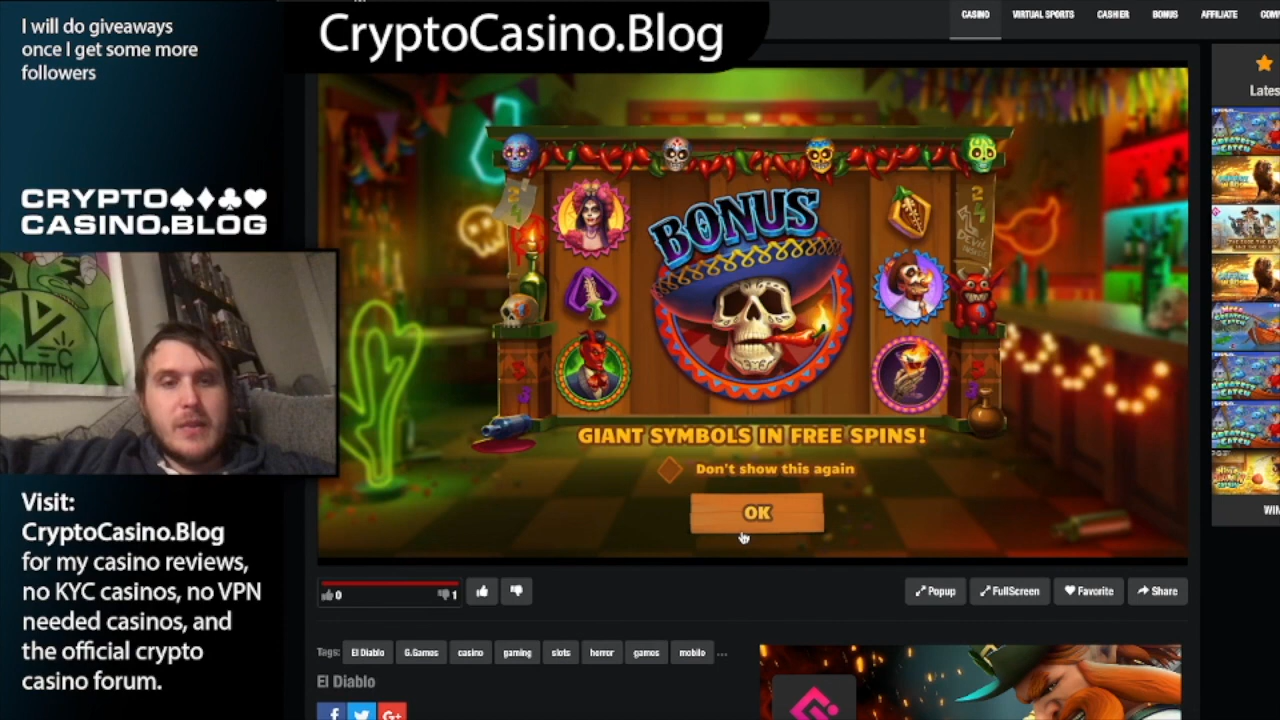 I will do giveaways
once I get some more
followers
CryptoCasino.Blog
CASINO
VIRTUAL SPORTS
CASHIER
BONUS
AFFILIATE
Lates
CRYPTO
CASINO.BLOG
BONUS
GIANT SYMBOLS IN FREE SPINS!
Don't show this again
OK
Visit:
CryptoCasino.Blog
for my casino reviews,
no KYC casinos, no VPN
needed casinos, and
the official crypto
casino forum.
0
1
Popup
FullScreen
Favorite
Share
WIN
Tags:
El Diablo
G.Games
casino
gaming
slots
horror
games
mobile
...
El Diablo
f
G+